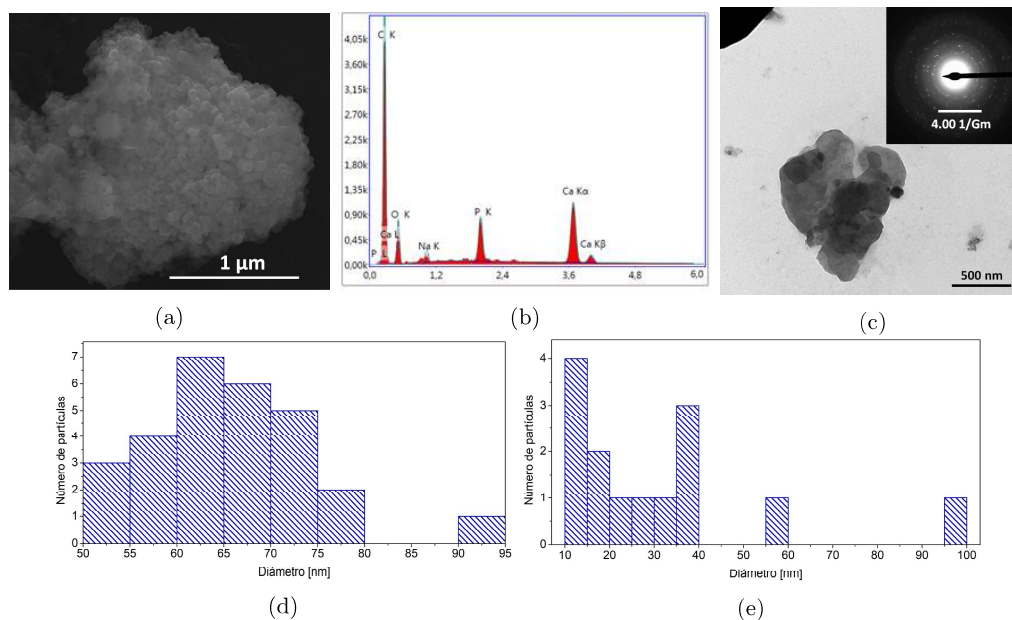 1 µm
(a)
4,05k
3,60k
3,15k
2,70k
2,25k
1,80k
1,35k
0,90k
0,45k
0,00k
C K
O K
Ca L
P L
Na K
P K
Ca Kα
Ca Kβ
0,0 1,2 2,4 3,6 4,8 6,0
(b)
4.00 1/Gm
500 nm
(c)
Número de partículas
7
6
5
4
3
2
1
0
50 55 60 65 70 75 80 85 90 95
Diâmetro [nm]
(d)
Número de partículas
4
3
2
1
0
10 20 30 40 50 60 70 80 90 100
Diâmetro [nm]
(e)